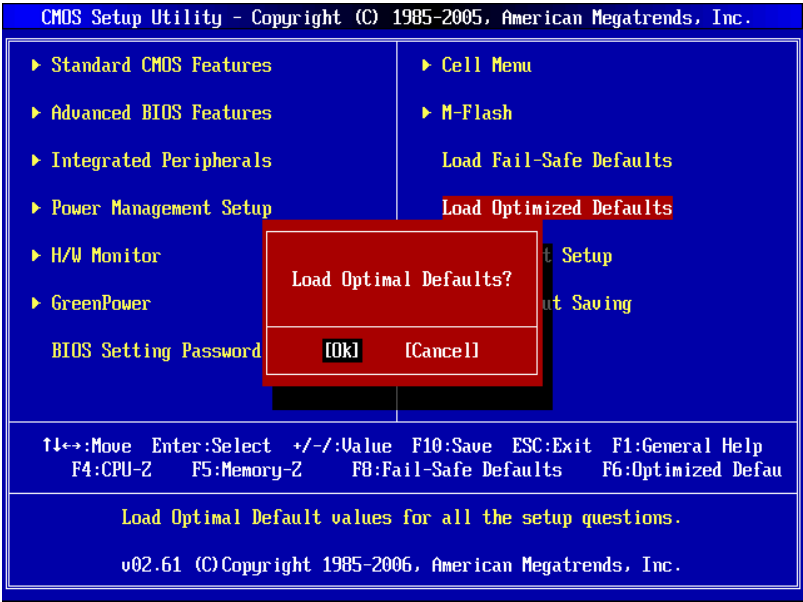 CMOS Setup Utility - Copyright (C) 1985-2005, American Megatrends, Inc.
Standard CMOS Features
Advanced BIOS Features
Integrated Peripherals
Power Management Setup
H/W Monitor
GreenPower
BIOS Setting Password
Cell Menu
M-Flash
Load Fail-Safe Defaults
Load Optimized Defaults
t Setup
ut Saving
Load Optimal Defaults?
[Ok] [Cancel]
↑↓←→:Move Enter:Select +/-/:Value F10:Save ESC:Exit F1:General Help
F4:CPU-Z F5:Memory-Z F8:Fail-Safe Defaults F6:Optimized Defau
Load Optimal Default values for all the setup questions.
v02.61 (C)Copyright 1985-2006, American Megatrends, Inc.